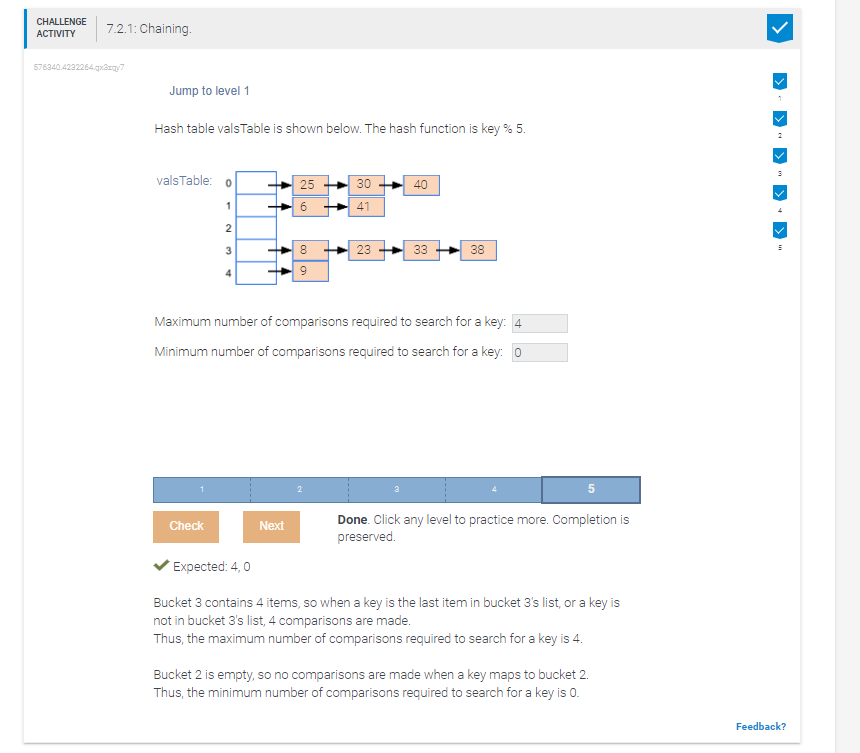 CHALLENGE
ACTIVITY
7.2.1: Chaining.
576340.4232264.qx3zqy7
Jump to level 1
1
Hash table valsTable is shown below. The hash function is key % 5.
2
3
valsTable: 0 25 30 40
1 6 41
4
2
3 8 23 33 38
5
4 9
Maximum number of comparisons required to search for a key: 4
Minimum number of comparisons required to search for a key: 0
1 2 3 4 5
Check Next Done. Click any level to practice more. Completion is
preserved.
Expected: 4, 0
Bucket 3 contains 4 items, so when a key is the last item in bucket 3's list, or a key is
not in bucket 3's list, 4 comparisons are made.
Thus, the maximum number of comparisons required to search for a key is 4.
Bucket 2 is empty, so no comparisons are made when a key maps to bucket 2.
Thus, the minimum number of comparisons required to search for a key is 0.
Feedback?